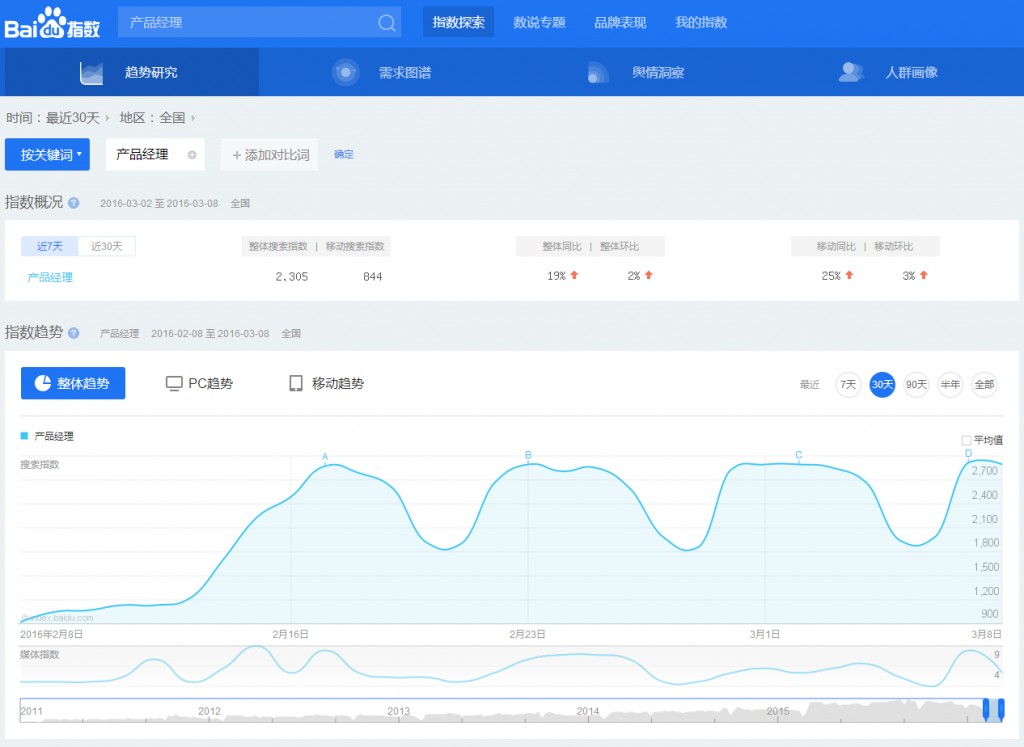 Bai du 指数 产品经理 指数探索 数说专题 品牌表现 我的指数
趋势研究 需求图谱 舆情洞察 人群画像
时间：最近30天 地区：全国
按关键词 产品经理 + 添加对比词 确定
指数概况 ? 2016-03-02 至 2016-03-08 全国
近7天 近30天 整体搜索指数 | 移动搜索指数 整体同比 | 整体环比 移动同比 | 移动环比
产品经理 2,305 844 19% 2% 25% 3%
指数趋势 ? 产品经理 2016-02-08 至 2016-03-08 全国
整体趋势 PC趋势 移动趋势 最近 7天 30天 90天 半年 全部
产品经理 平均值
搜索指数
A B C D
2,700
2,400
2,100
1,800
1,500
1,200
900
©index.baidu.com
2016年2月8日 2月16日 2月23日 3月1日 3月8日
媒体指数 9
4
2011 2012 2013 2014 2015